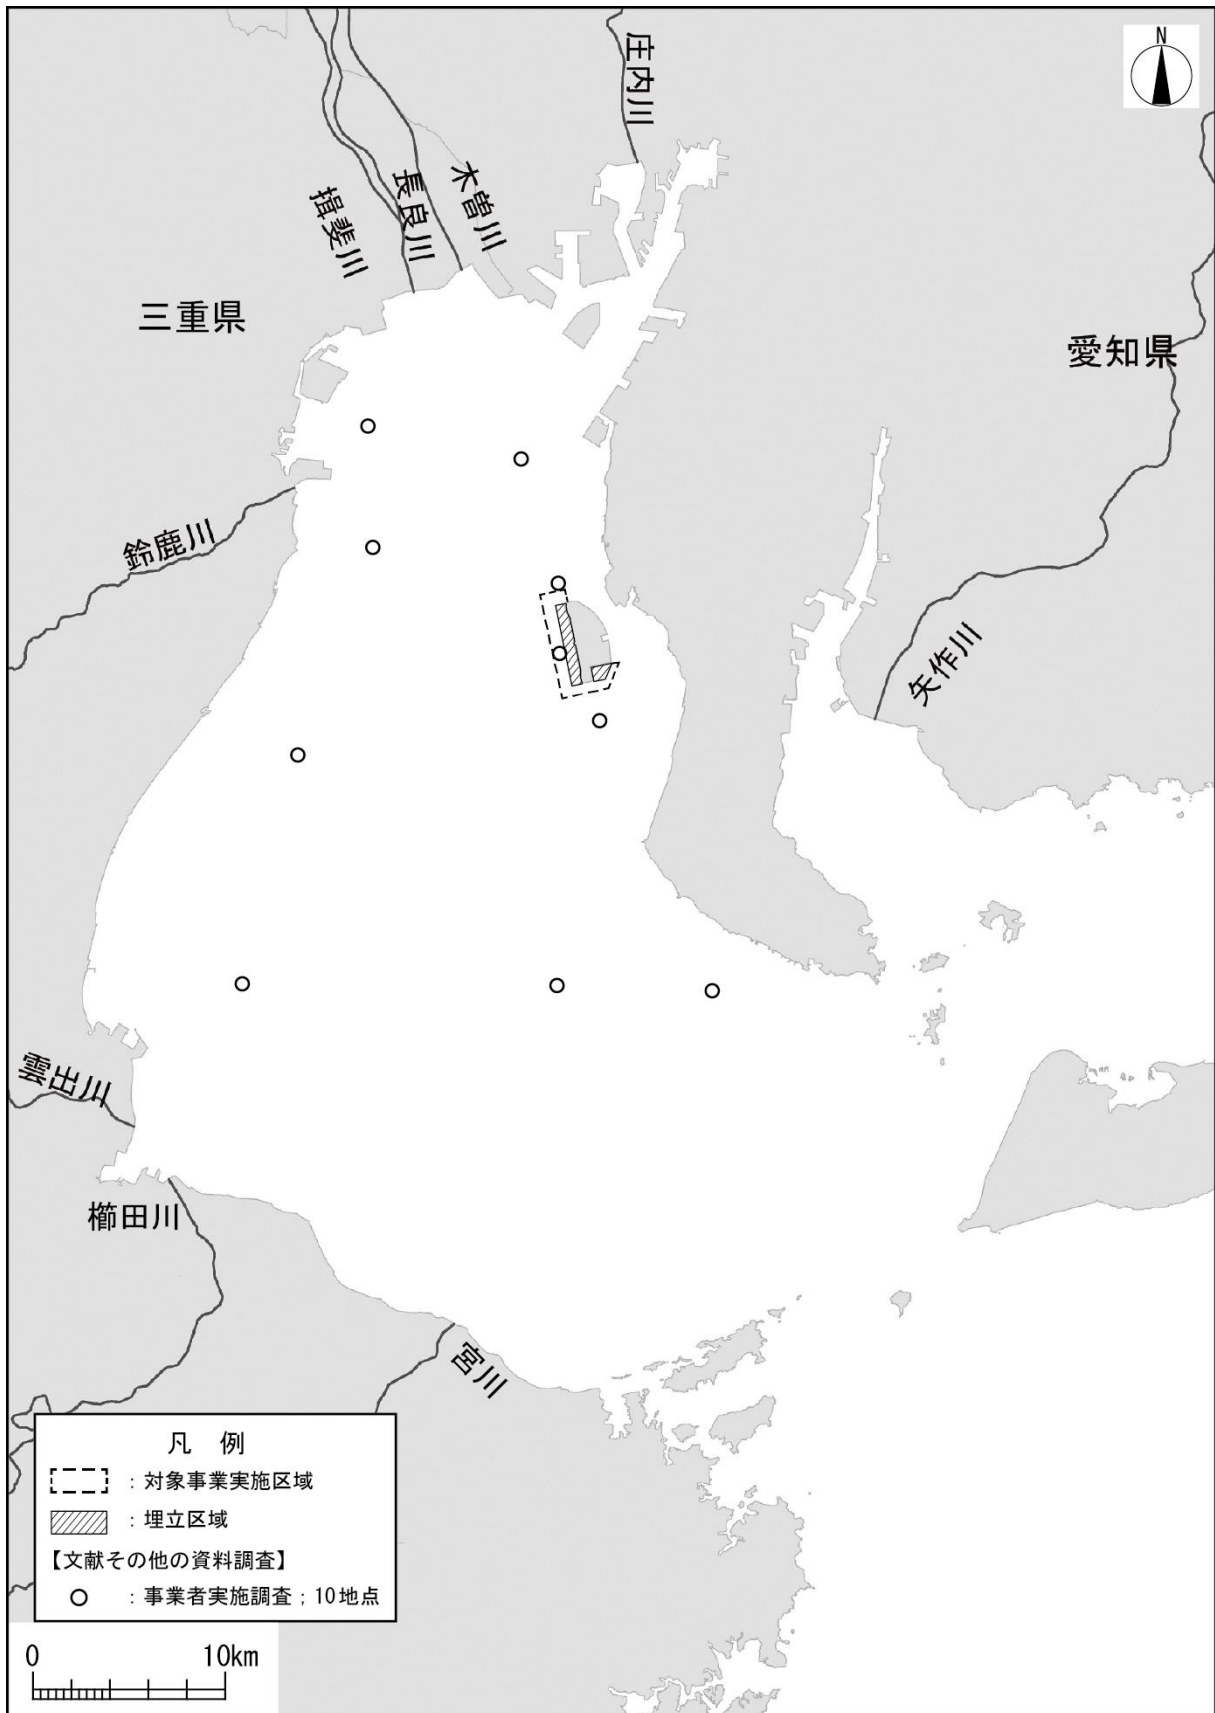 N
庄内川
木曽川
長良川
揖斐川
三重県
愛知県
鈴鹿川
矢作川
雲出川
櫛田川
宮川
凡 例
：対象事業実施区域
：埋立区域
【文献その他の資料調査】
：事業者実施調査；10地点
0 10km